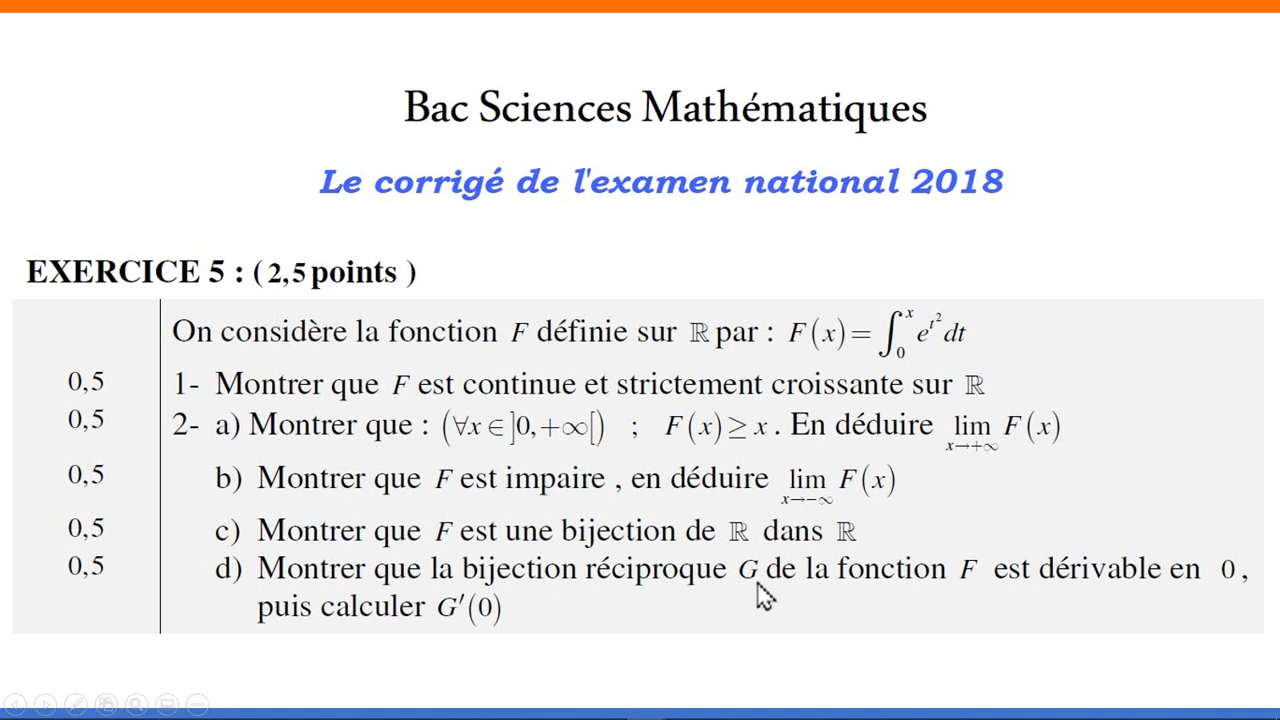 Bac Sciences Mathématiques
Le corrigé de l'examen national 2018
EXERCICE 5 : ( 2,5 points )
On considère la fonction F définie sur ℝ par : F(x) = ∫₀ˣ e^{t²} dt
0,5 1- Montrer que F est continue et strictement croissante sur ℝ
0,5 2- a) Montrer que : (∀x ∈ ]0,+∞[) ; F(x) ≥ x . En déduire lim_{x→+∞} F(x)
0,5 b) Montrer que F est impaire , en déduire lim_{x→−∞} F(x)
0,5 c) Montrer que F est une bijection de ℝ dans ℝ
0,5 d) Montrer que la bijection réciproque G de la fonction F est dérivable en 0 ,
puis calculer G′(0)